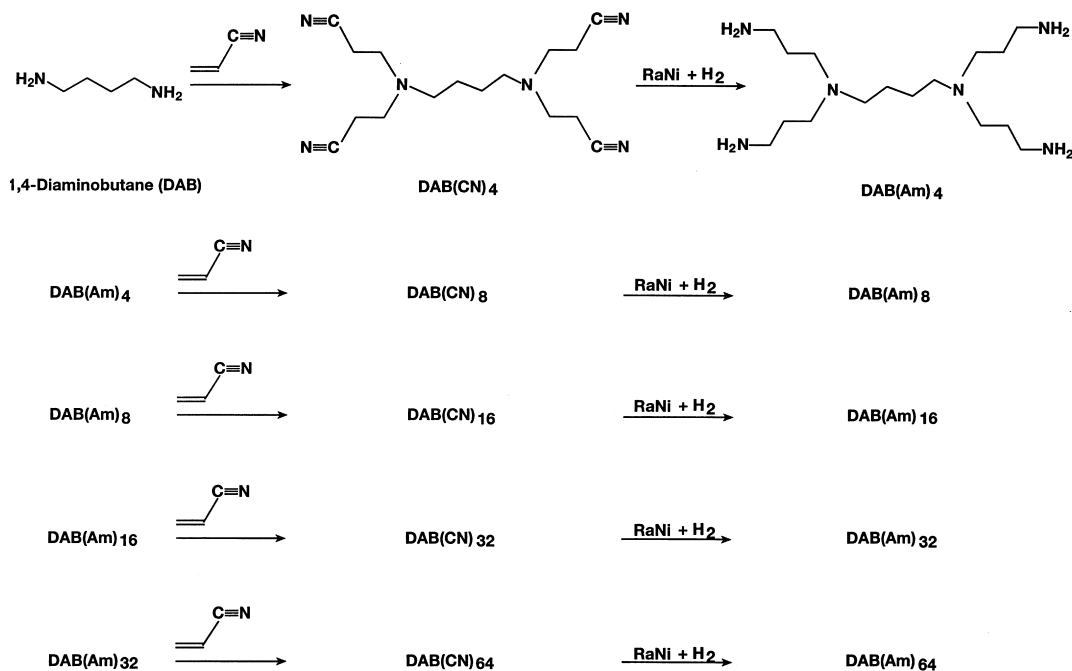 C≡N
N≡C C≡N
H2N NH2
H2N NH2 N N RaNi + H2 N N
N≡C C≡N
H2N NH2
1,4-Diaminobutane (DAB) DAB(CN)4 DAB(Am)4
C≡N
DAB(Am)4 DAB(CN)8 RaNi + H2 DAB(Am)8
C≡N
DAB(Am)8 DAB(CN)16 RaNi + H2 DAB(Am)16
C≡N
DAB(Am)16 DAB(CN)32 RaNi + H2 DAB(Am)32
C≡N
DAB(Am)32 DAB(CN)64 RaNi + H2 DAB(Am)64